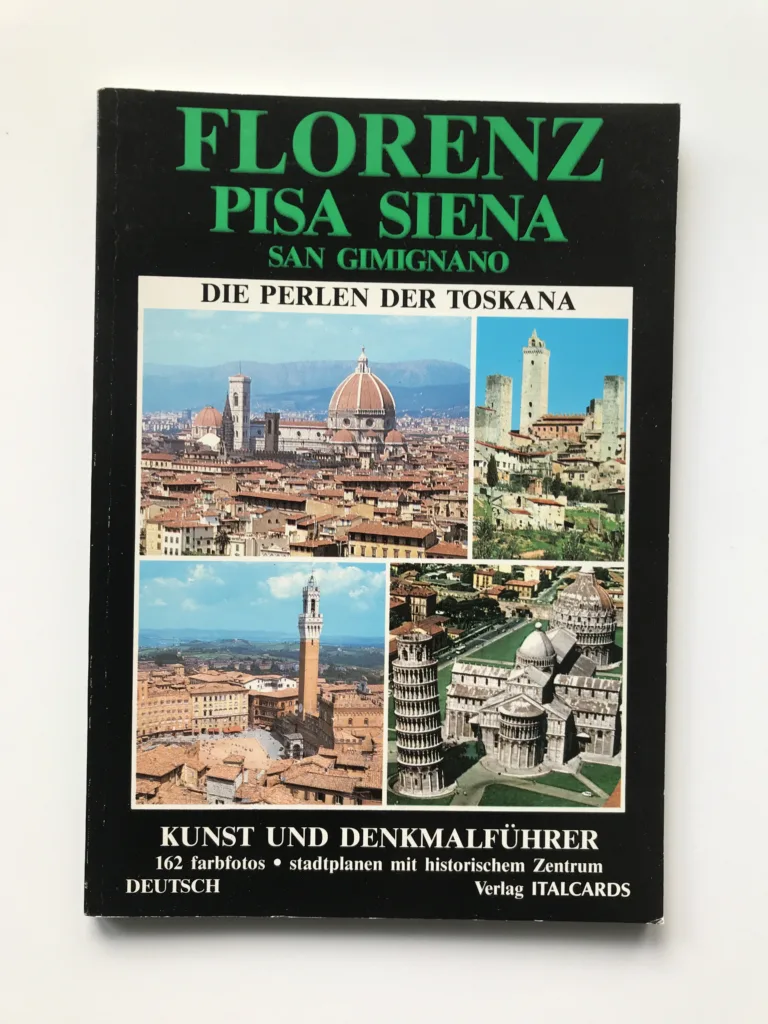 FLORENZ
PISA SIENA
SAN GIMIGNANO
DIE PERLEN DER TOSKANA
KUNST UND DENKMALFÜHRER
162 farbfotos • stadtplanen mit historischem Zentrum
DEUTSCH
Verlag ITALCARDS